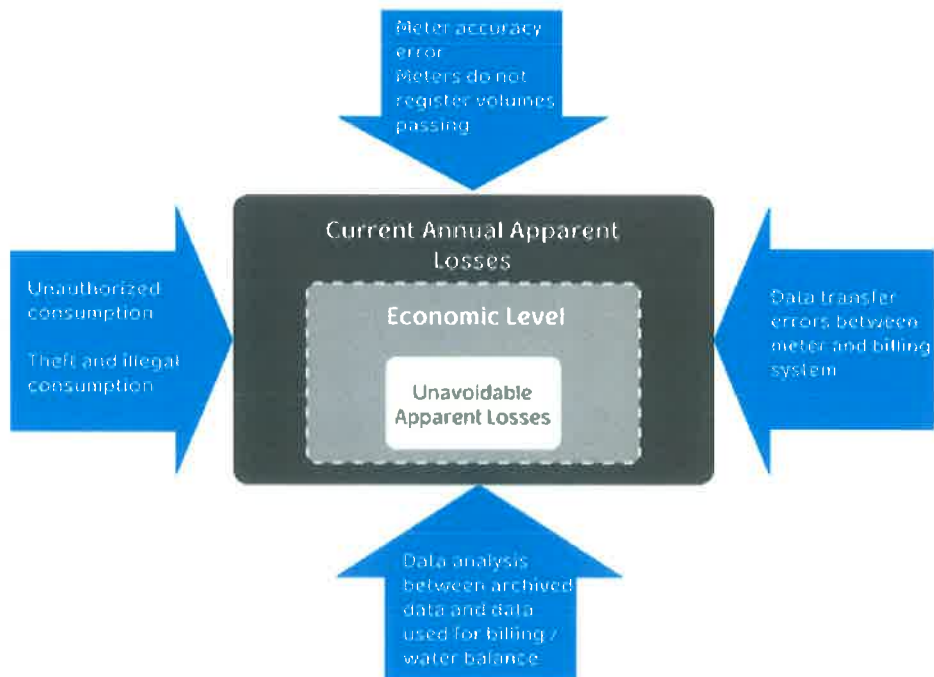 Meter accuracy
error
Meters do not
register volumes
passing
Current Annual Apparent
Losses
Unauthorized
consumption
Theft and illegal
consumption
Economic Level
Unavoidable
Apparent Losses
Data transfer
errors between
meter and billing
system
Data analysis
between archived
data and data
used for billing /
water balance